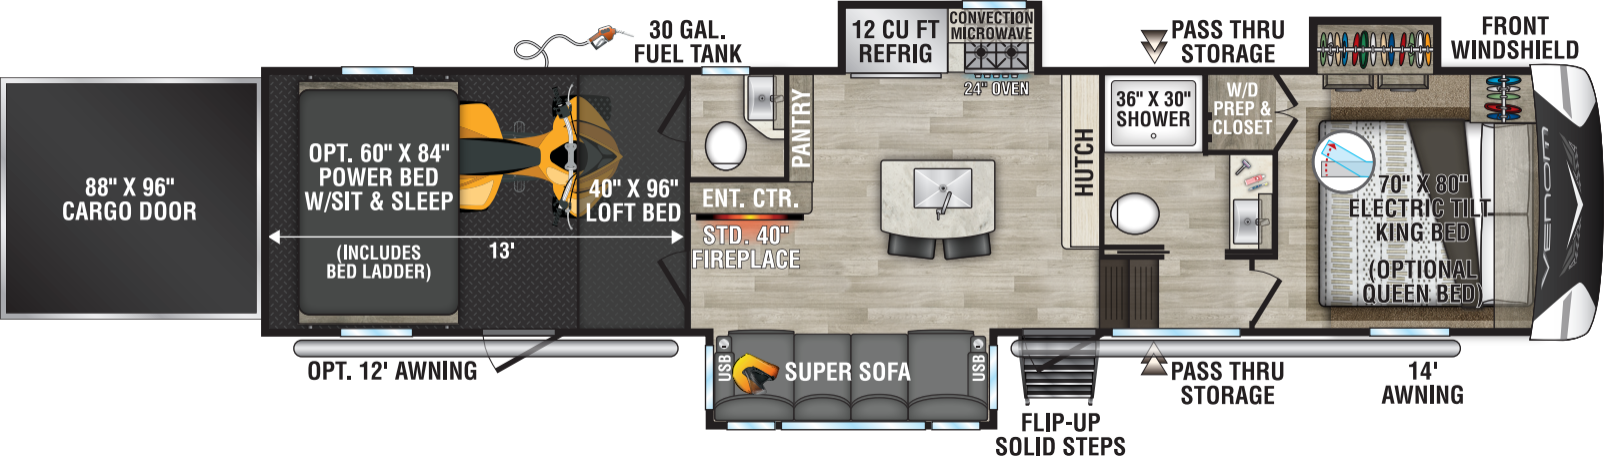 88" X 96"
CARGO DOOR
30 GAL.
FUEL TANK
OPT. 60" X 84"
POWER BED
W/SIT & SLEEP
(INCLUDES
BED LADDER)
13'
40" X 96"
LOFT BED
OPT. 12' AWNING
PANTRY
ENT. CTR.
STD. 40"
FIREPLACE
12 CU FT
REFRIG
CONVECTION
MICROWAVE
24" OVEN
HUTCH
USB
SUPER SOFA
USB
FLIP-UP
SOLID STEPS
PASS THRU
STORAGE
36" X 30"
SHOWER
W/D
PREP &
CLOSET
PASS THRU
STORAGE
FRONT
WINDSHIELD
70" X 80"
ELECTRIC TILT
KING BED
(OPTIONAL
QUEEN BED)
VENOM
14'
AWNING